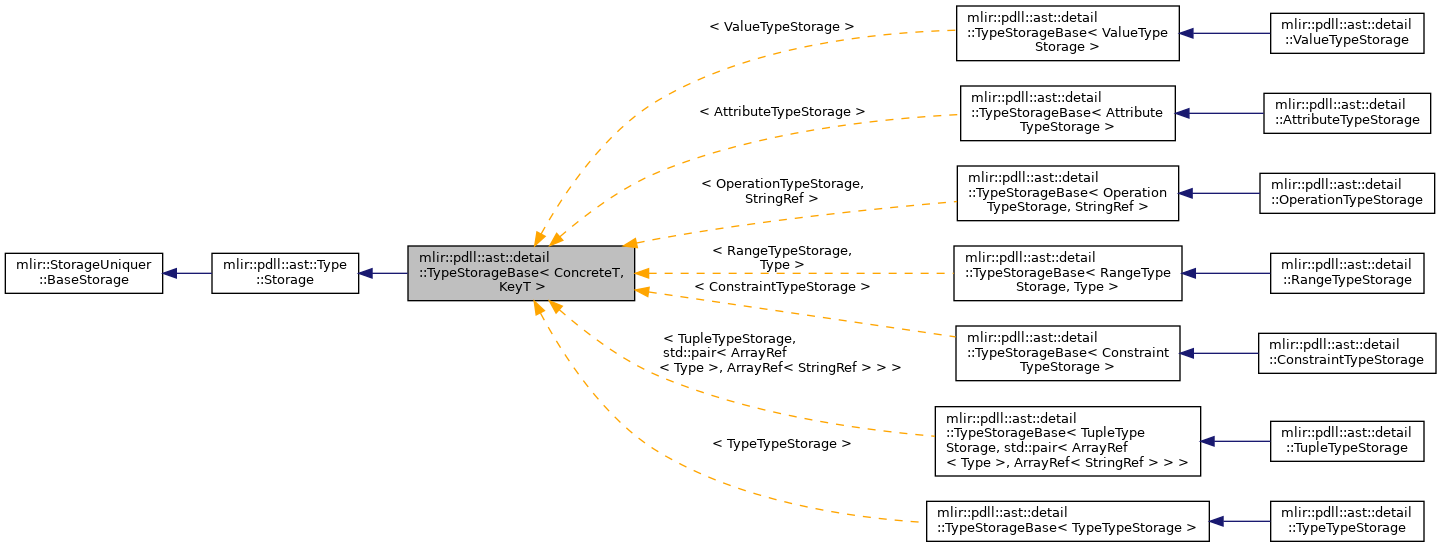 mlir::StorageUniquer
::BaseStorage
mlir::pdll::ast::Type
::Storage
mlir::pdll::ast::detail
::TypeStorageBase< ConcreteT,
KeyT >
< ValueTypeStorage >
mlir::pdll::ast::detail
::TypeStorageBase< ValueType
Storage >
mlir::pdll::ast::detail
::ValueTypeStorage
< AttributeTypeStorage >
mlir::pdll::ast::detail
::TypeStorageBase< Attribute
TypeStorage >
mlir::pdll::ast::detail
::AttributeTypeStorage
< OperationTypeStorage,
StringRef >
mlir::pdll::ast::detail
::TypeStorageBase< Operation
TypeStorage, StringRef >
mlir::pdll::ast::detail
::OperationTypeStorage
< RangeTypeStorage,
Type >
mlir::pdll::ast::detail
::TypeStorageBase< RangeType
Storage, Type >
mlir::pdll::ast::detail
::RangeTypeStorage
< ConstraintTypeStorage >
mlir::pdll::ast::detail
::TypeStorageBase< Constraint
TypeStorage >
mlir::pdll::ast::detail
::ConstraintTypeStorage
< TupleTypeStorage,
std::pair< ArrayRef
< Type >, ArrayRef< StringRef > > >
mlir::pdll::ast::detail
::TypeStorageBase< TupleType
Storage, std::pair< ArrayRef
< Type >, ArrayRef< StringRef > > >
mlir::pdll::ast::detail
::TupleTypeStorage
< TypeTypeStorage >
mlir::pdll::ast::detail
::TypeStorageBase< TypeTypeStorage >
mlir::pdll::ast::detail
::TypeTypeStorage